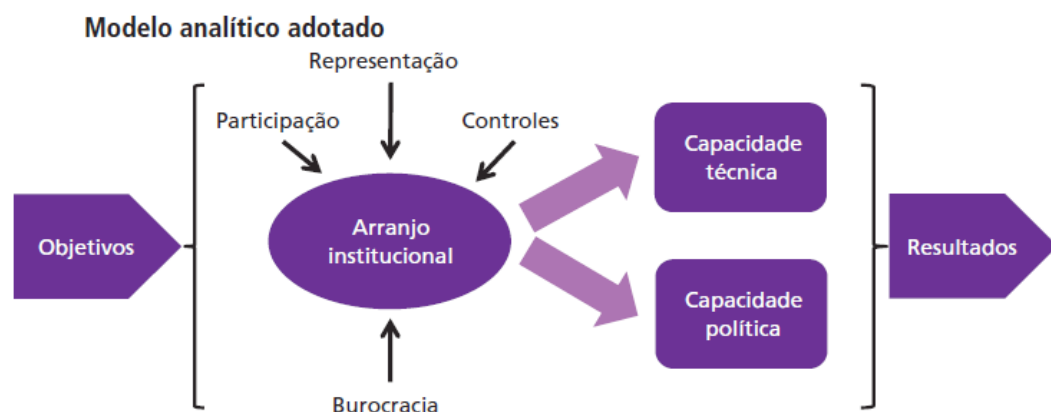 Modelo analítico adotado
Representação
Participação
Controles
Objetivos
Arranjo
institucional
Capacidade
técnica
Capacidade
política
Resultados
Burocracia